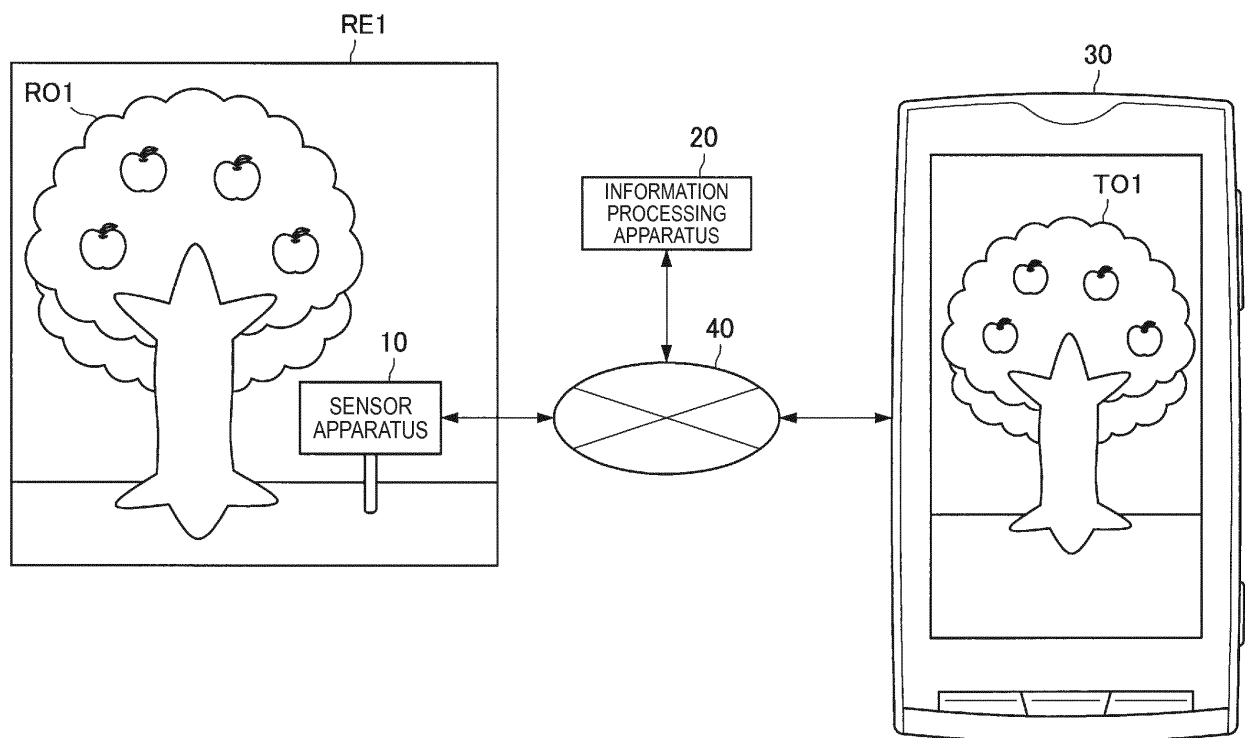 RE1
RO1
30
20
INFORMATION
PROCESSING
APPARATUS
TO1
10
40
SENSOR
APPARATUS